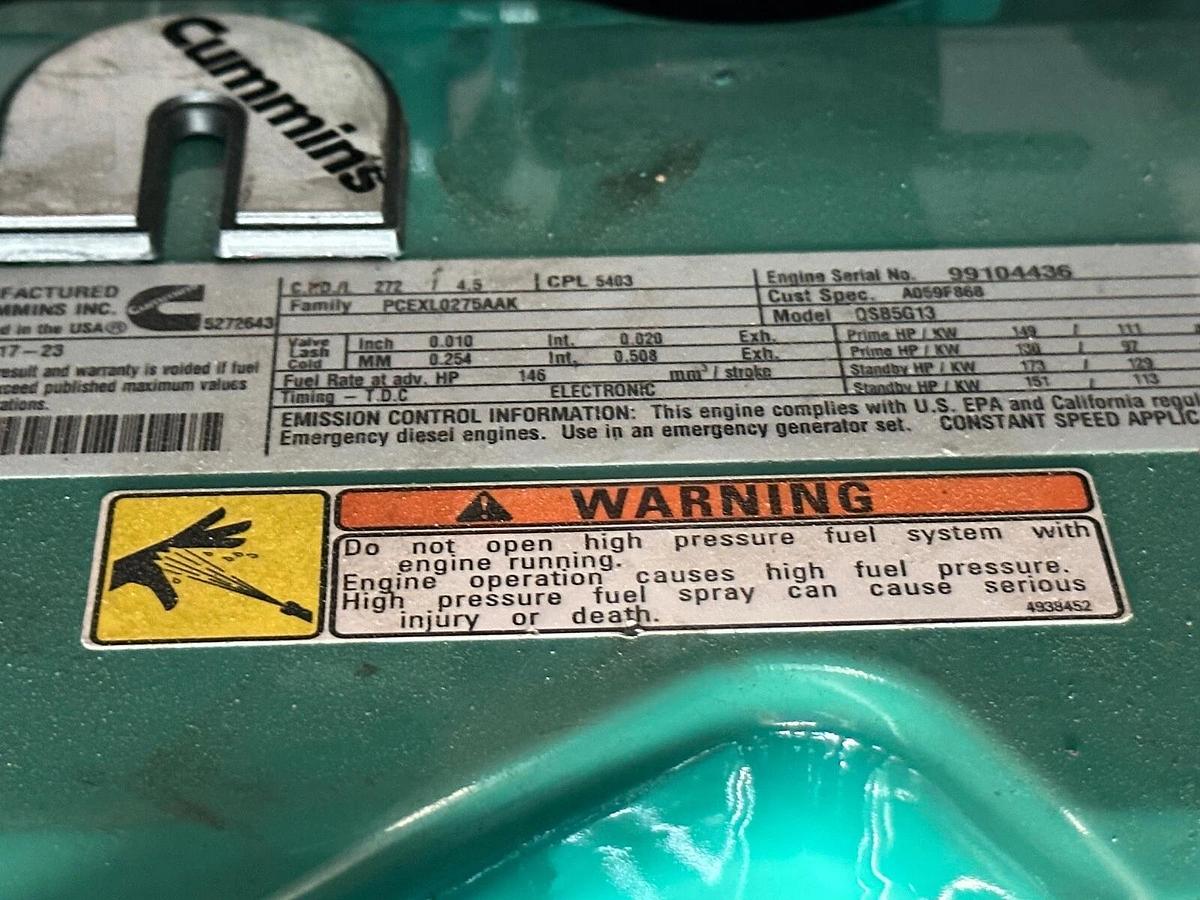 Cummins
FACTURED
MMINS INC.
d in the USA®
5272643
17-23
esult and warranty is voided if fuel
ceed published maximum values
ations.
272 / 4.5
CPL 5403
Family PCEXL0275AAK
Engine Serial No. 99104436
Cust Spec. A059F868
Model QSB5G13
Valve Lash Cold
Inch 0.010 Int. 0.020 Exh.
MM 0.254 Int. 0.508 Exh.
Fuel Rate at adv. HP 146 mm³ / stroke
Timing - T.D.C ELECTRONIC
Prime HP / KW 149 / 111
Prime HP / KW 130 / 97
Standby HP / KW 173 / 129
Standby HP / KW 151 / 113
EMISSION CONTROL INFORMATION: This engine complies with U.S. EPA and California regul
Emergency diesel engines. Use in an emergency generator set. CONSTANT SPEED APPLIC
WARNING
Do not open high pressure fuel system with
engine running.
Engine operation causes high fuel pressure.
High pressure fuel spray can cause serious
injury or death.
4938452